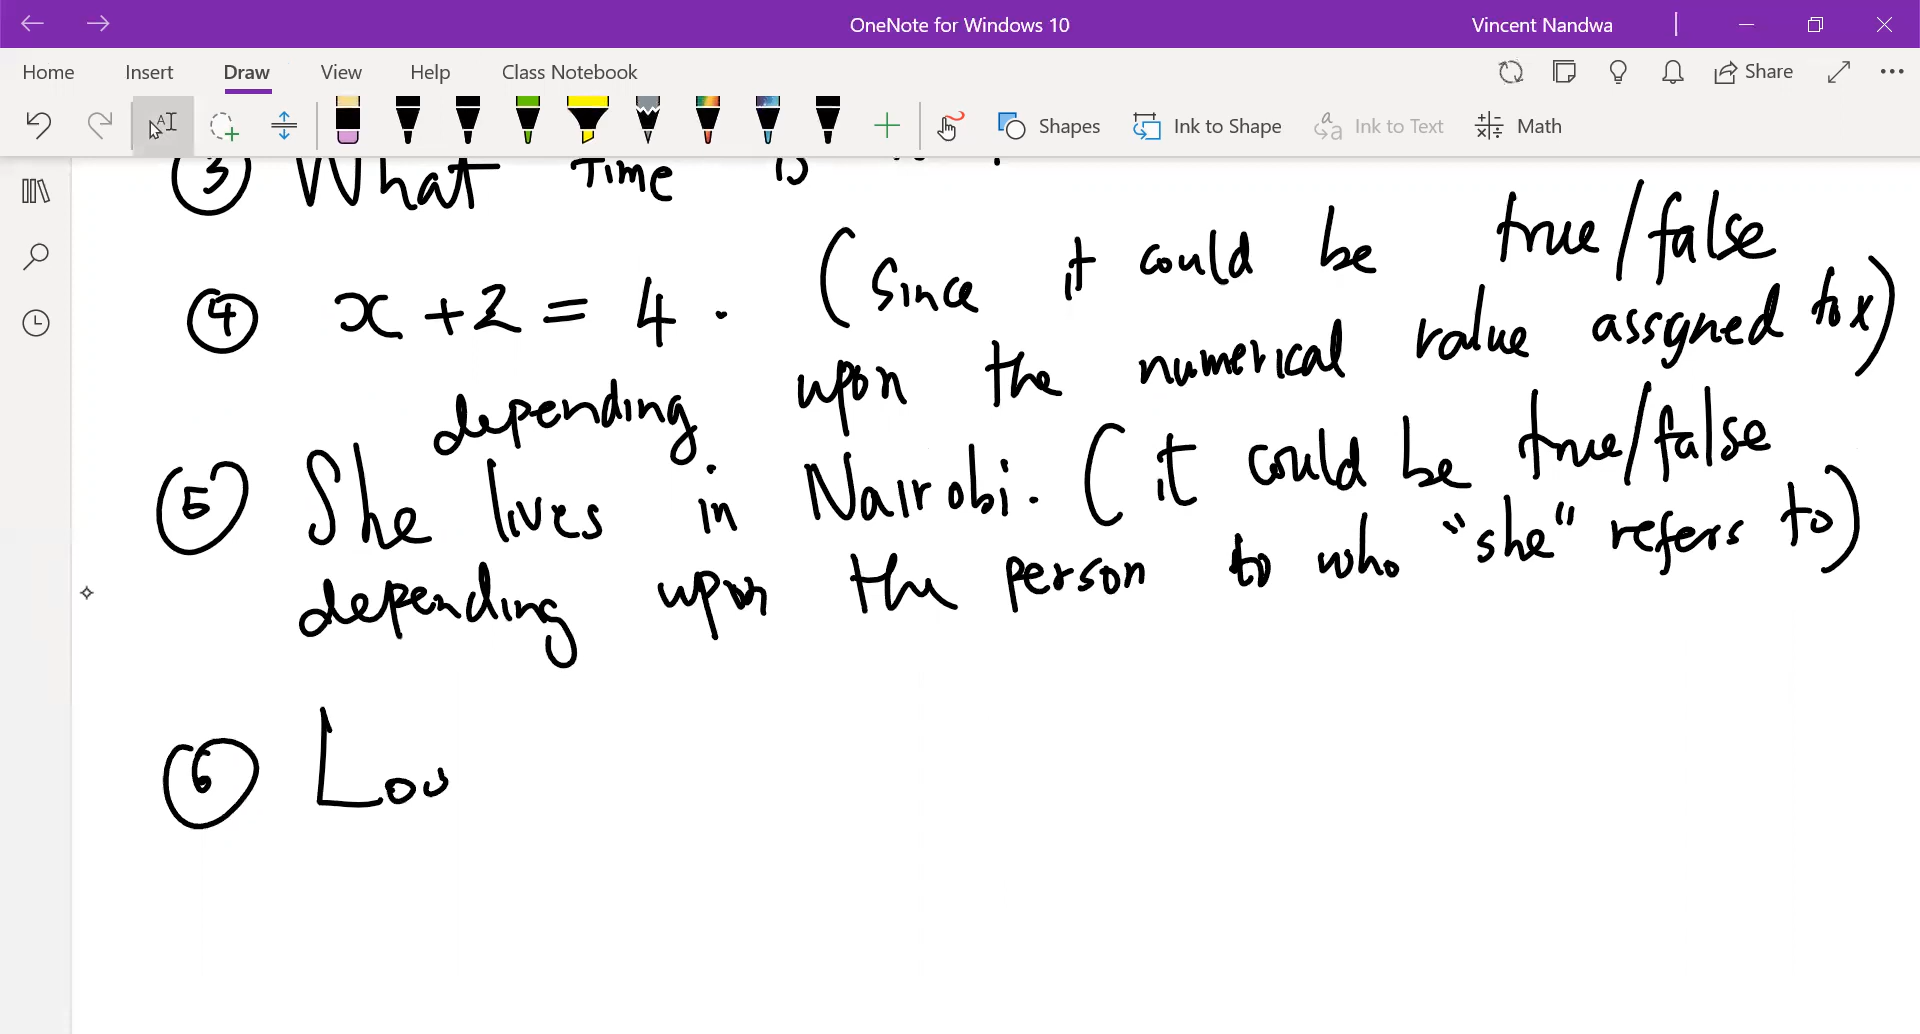 OneNote for Windows 10
Vincent Nandwa
Home Insert Draw View Help Class Notebook
Share
Shapes Ink to Shape Ink to Text Math
③ What Time is
④ x + 2 = 4 . (Since it could be true/false
depending upon the numerical value assgned to x)
⑤ She lives in Nairobi. (it could be true/false
depending upon the person to who "she" refers to)
⑥ Lou